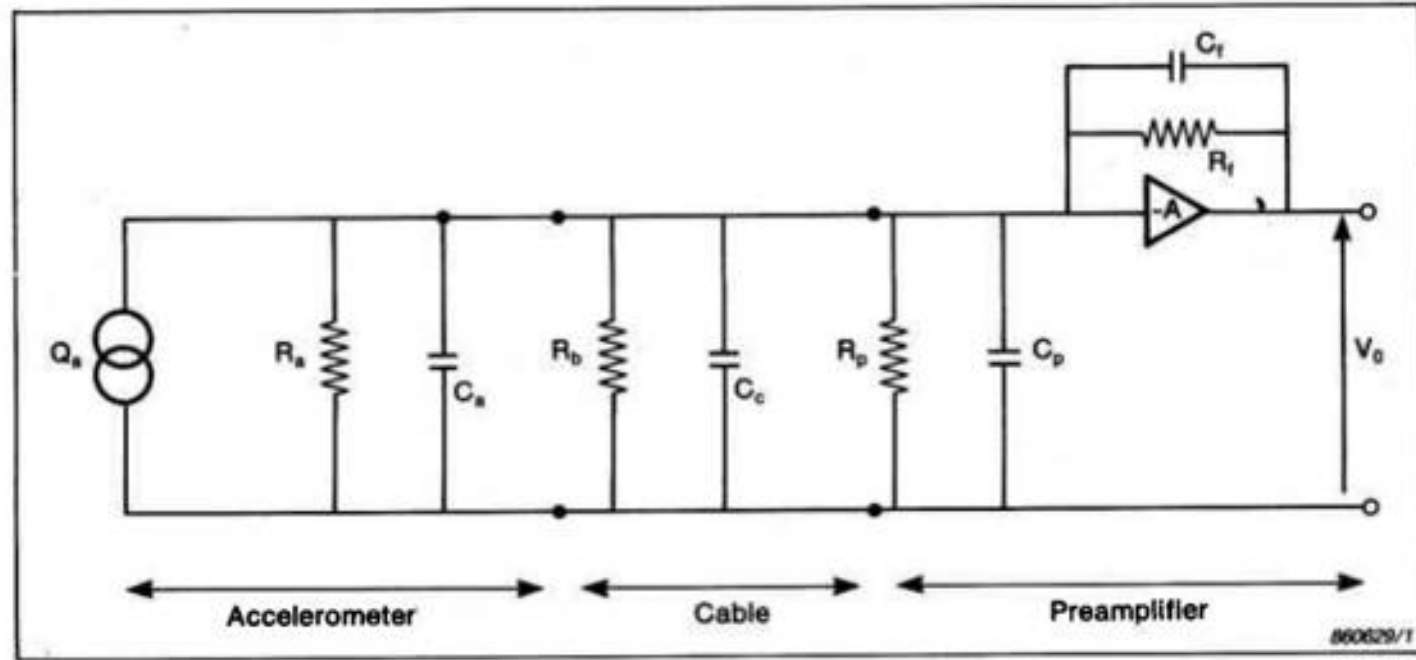 C_f
R_f
-A
Q_a
R_a
C_a
R_b
C_c
R_p
C_p
V_0
Accelerometer
Cable
Preamplifier
860629/1